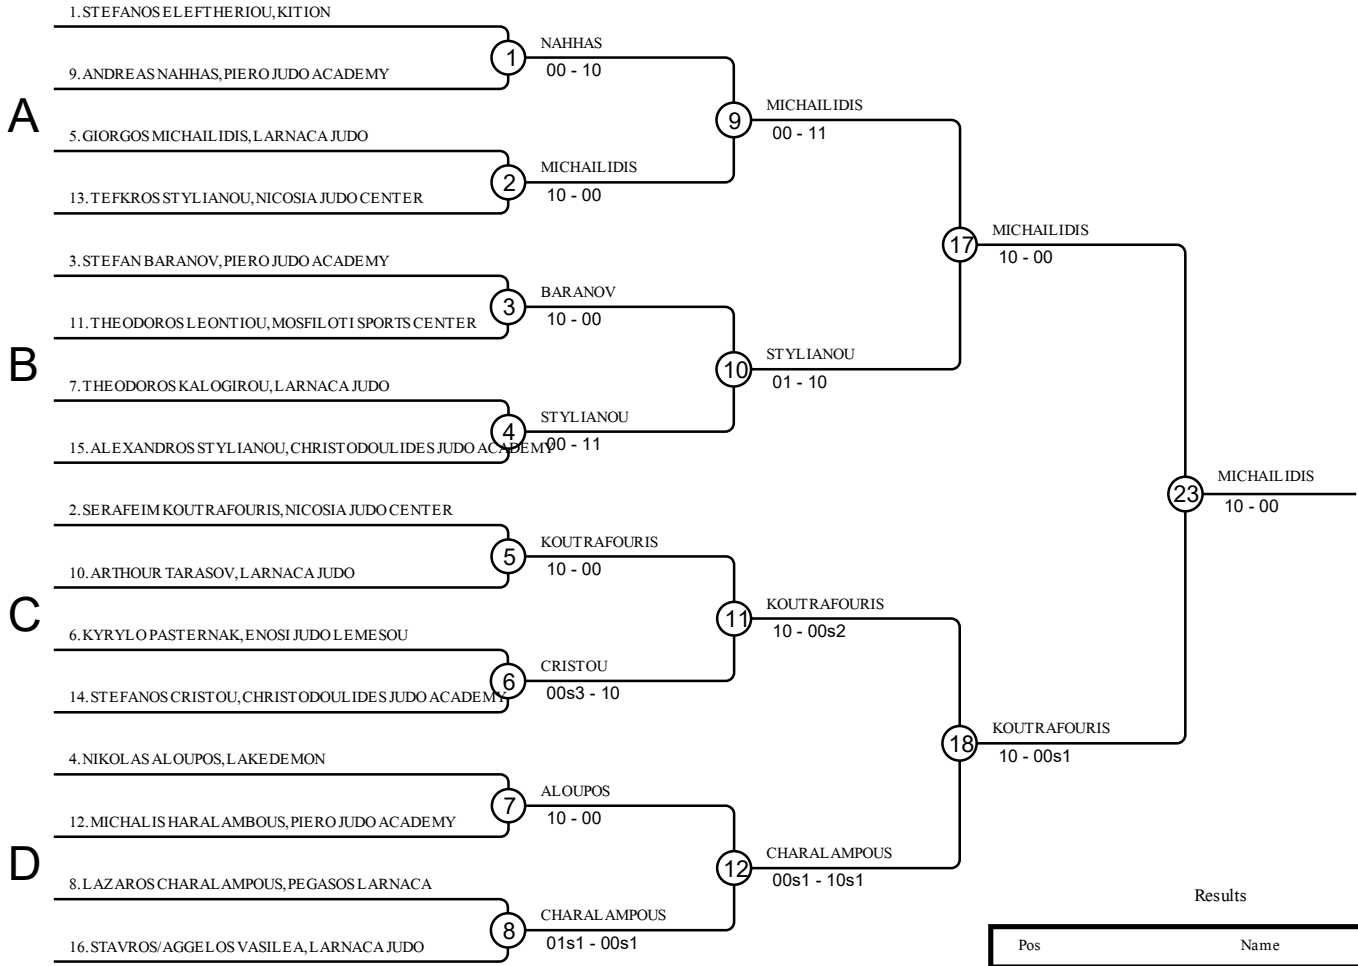 1. STEFANOS ELEFTHERIOU, KITION
1
NAHHAS
00 - 10
9. ANDREAS NAHHAS, PIERO JUDO ACADEMY
A
9
MICHAILIDIS
00 - 11
5. GIORGOS MICHAILIDIS, LARNACA JUDO
2
MICHAILIDIS
10 - 00
13. TEFKROS STYLIANOU, NICOSIA JUDO CENTER
17
MICHAILIDIS
10 - 00
3. STEFAN BARANOV, PIERO JUDO ACADEMY
3
BARANOV
10 - 00
11. THEODOROS LEONTIOU, MOSFILOTI SPORTS CENTER
B
10
STYLIANOU
01 - 10
7. THEODOROS KALOGIROU, LARNACA JUDO
4
STYLIANOU
00 - 11
15. ALEXANDROS STYLIANOU, CHRISTODOULIDES JUDO ACADEMY
23
MICHAILIDIS
10 - 00
2. SERAFEIM KOUTRAFOURIS, NICOSIA JUDO CENTER
5
KOUTRAFOURIS
10 - 00
10. ARTHOUR TARASOV, LARNACA JUDO
C
11
KOUTRAFOURIS
10 - 00s2
6. KYRYLO PASTERNAK, ENOSI JUDO LEMESOU
6
CRISTOU
00s3 - 10
14. STEFANOS CRISTOU, CHRISTODOULIDES JUDO ACADEMY
18
KOUTRAFOURIS
10 - 00s1
4. NIKOLAS ALOUPOS, LAKEDEMON
7
ALOUPOS
10 - 00
12. MICHALIS HARALAMBOUS, PIERO JUDO ACADEMY
D
12
CHARALAMPOUS
00s1 - 10s1
8. LAZAROS CHARALAMPOUS, PEGASOS LARNACA
8
CHARALAMPOUS
01s1 - 00s1
16. STAVROS/AGGELOS VASILEA, LARNACA JUDO
Results
Pos Name